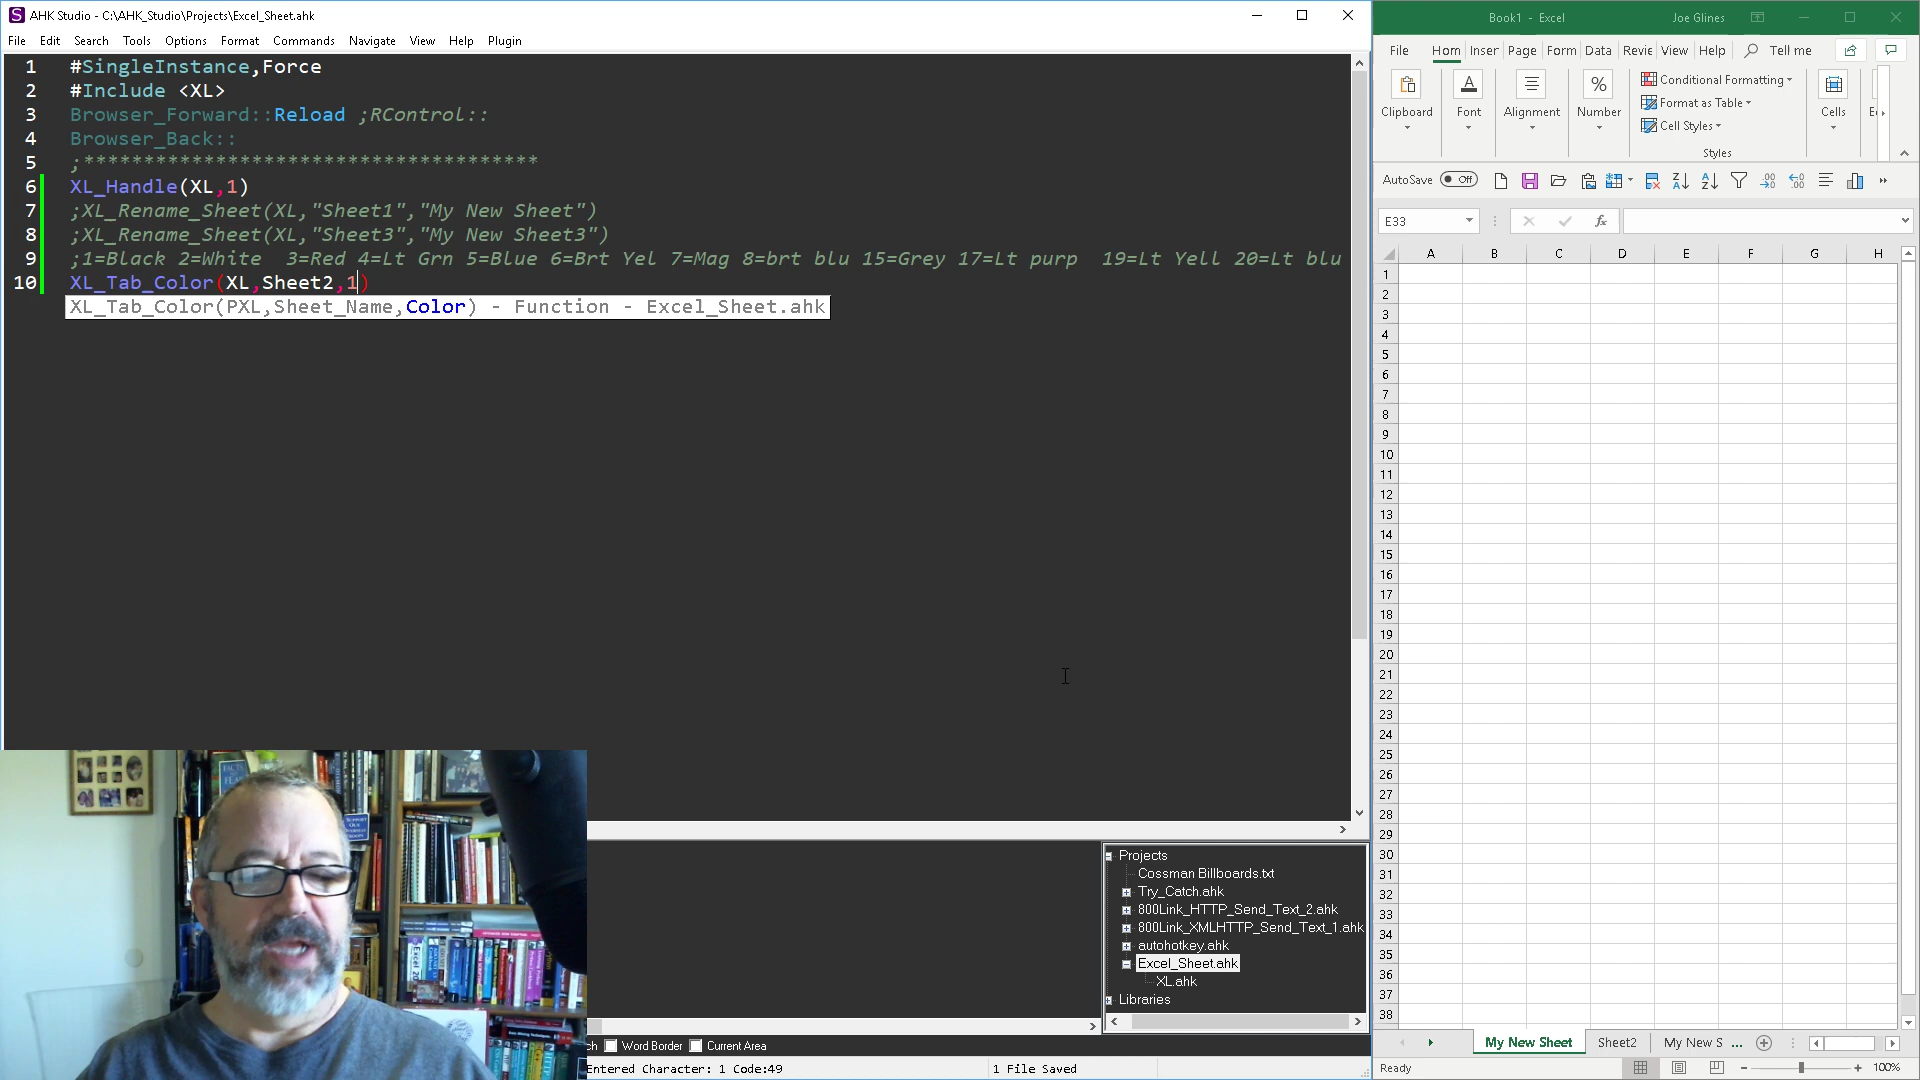 AHK Studio - C:\AHK_Studio\Projects\Excel_Sheet.ahk
File Edit Search Tools Options Format Commands Navigate View Help Plugin
1 #SingleInstance,Force
2 #Include <XL>
3 Browser_Forward::Reload ;RControl::
4 Browser_Back::
5 ;**************************************
6 XL_Handle(XL,1)
7 ;XL_Rename_Sheet(XL,"Sheet1","My New Sheet")
8 ;XL_Rename_Sheet(XL,"Sheet3","My New Sheet3")
9 ;1=Black 2=White  3=Red 4=Lt Grn 5=Blue 6=Brt Yel 7=Mag 8=brt blu 15=Grey 17=Lt purp  19=Lt Yell 20=Lt blu
10 XL_Tab_Color(XL,Sheet2,1)
XL_Tab_Color(PXL,Sheet_Name,Color) - Function - Excel_Sheet.ahk
Projects
Cossman Billboards.txt
Try_Catch.ahk
800Link_HTTP_Send_Text_2.ahk
800Link_XMLHTTP_Send_Text_1.ahk
autohotkey.ahk
Excel_Sheet.ahk
XL.ahk
Libraries
ch Word Border Current Area
Entered Character: 1 Code:49 1 File Saved
Book1 - Excel Joe Glines
File Hom Inser Page Form Data Revie View Help Tell me
Clipboard Font Alignment Number
Conditional Formatting
Format as Table
Cell Styles
Styles
Cells
E
AutoSave Off
E33 fx
A B C D E F G H
1
2
3
4
5
6
7
8
9
10
11
12
13
14
15
16
17
18
19
20
21
22
23
24
25
26
27
28
29
30
31
32
33
34
35
36
37
38
My New Sheet Sheet2 My New S ...
Ready 100%